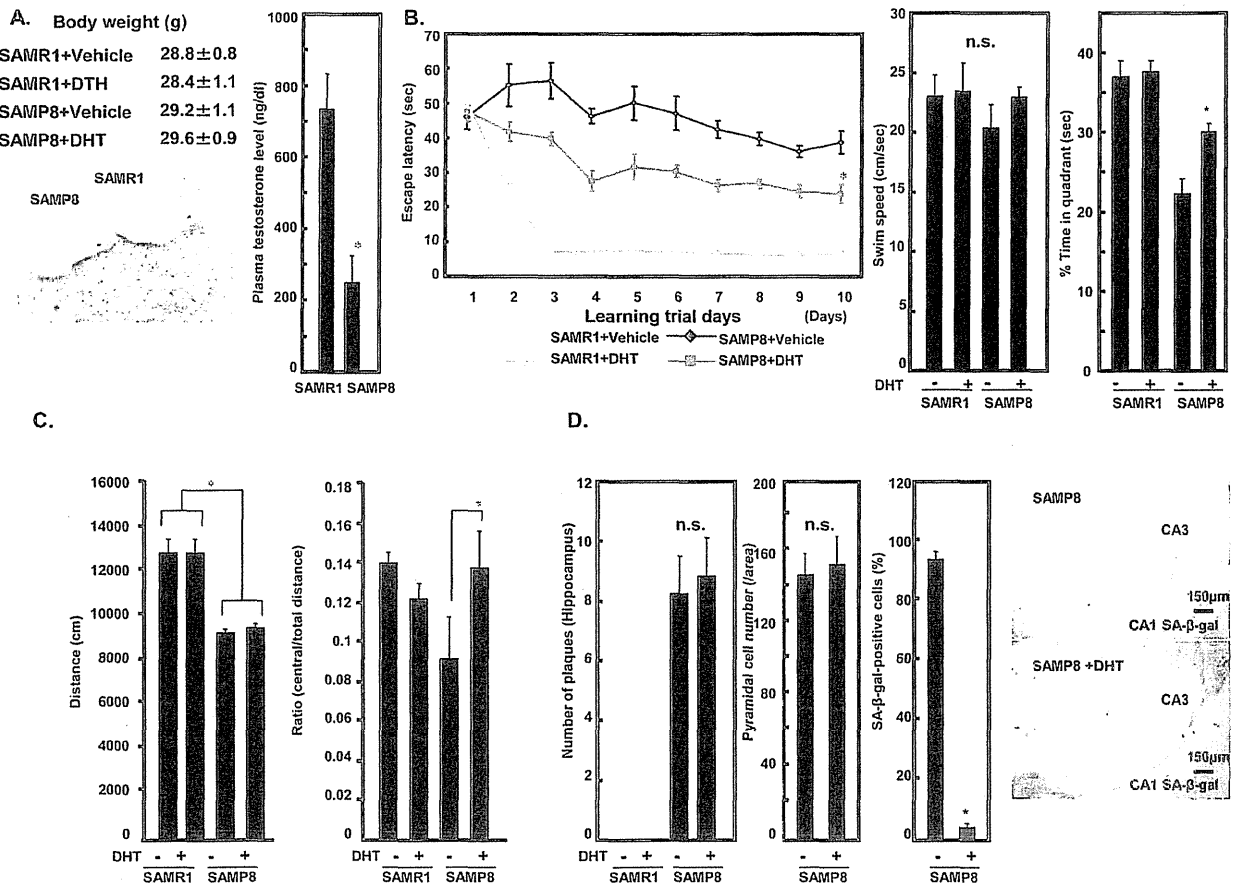 A. Body weight (g)
SAMR1+Vehicle 28.8±0.8
SAMR1+DTH 28.4±1.1
SAMP8+Vehicle 29.2±1.1
SAMP8+DHT 29.6±0.9
SAMR1
SAMP8
Plasma testosterone level (ng/dl)
1000
800
600
400
200
0
*
SAMR1 SAMP8
B.
Escape latency (sec)
70
60
50
40
30
20
10
0
*
1 2 3 4 5 6 7 8 9 10
Learning trial days (Days)
SAMR1+Vehicle SAMP8+Vehicle
SAMR1+DHT SAMP8+DHT
Swim speed (cm/sec)
30
25
20
15
10
5
0
n.s.
DHT - + - +
SAMR1 SAMP8
% Time in quadrant (sec)
40
30
20
10
0
*
- + - +
SAMR1 SAMP8
C.
Distance (cm)
16000
14000
12000
10000
8000
6000
4000
2000
0
*
DHT - + - +
SAMR1 SAMP8
Ratio (central/total distance)
0.18
0.16
0.14
0.12
0.1
0.08
0.06
0.04
0.02
0
*
DHT - + - +
SAMR1 SAMP8
D.
Number of plaques (Hippocampus)
12
10
8
6
4
2
0
n.s.
DHT - + - +
SAMR1 SAMP8
Pyramidal cell number (/area)
200
160
120
80
40
0
n.s.
- +
SAMP8
SA-β-gal-positive cells (%)
120
100
80
60
40
20
0
*
- +
SAMP8
SAMP8
CA3
150μm
CA1 SA-β-gal
SAMP8 +DHT
CA3
150μm
CA1 SA-β-gal